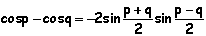 cosp − cosq = −2sin p + q/2 sin p − q/2